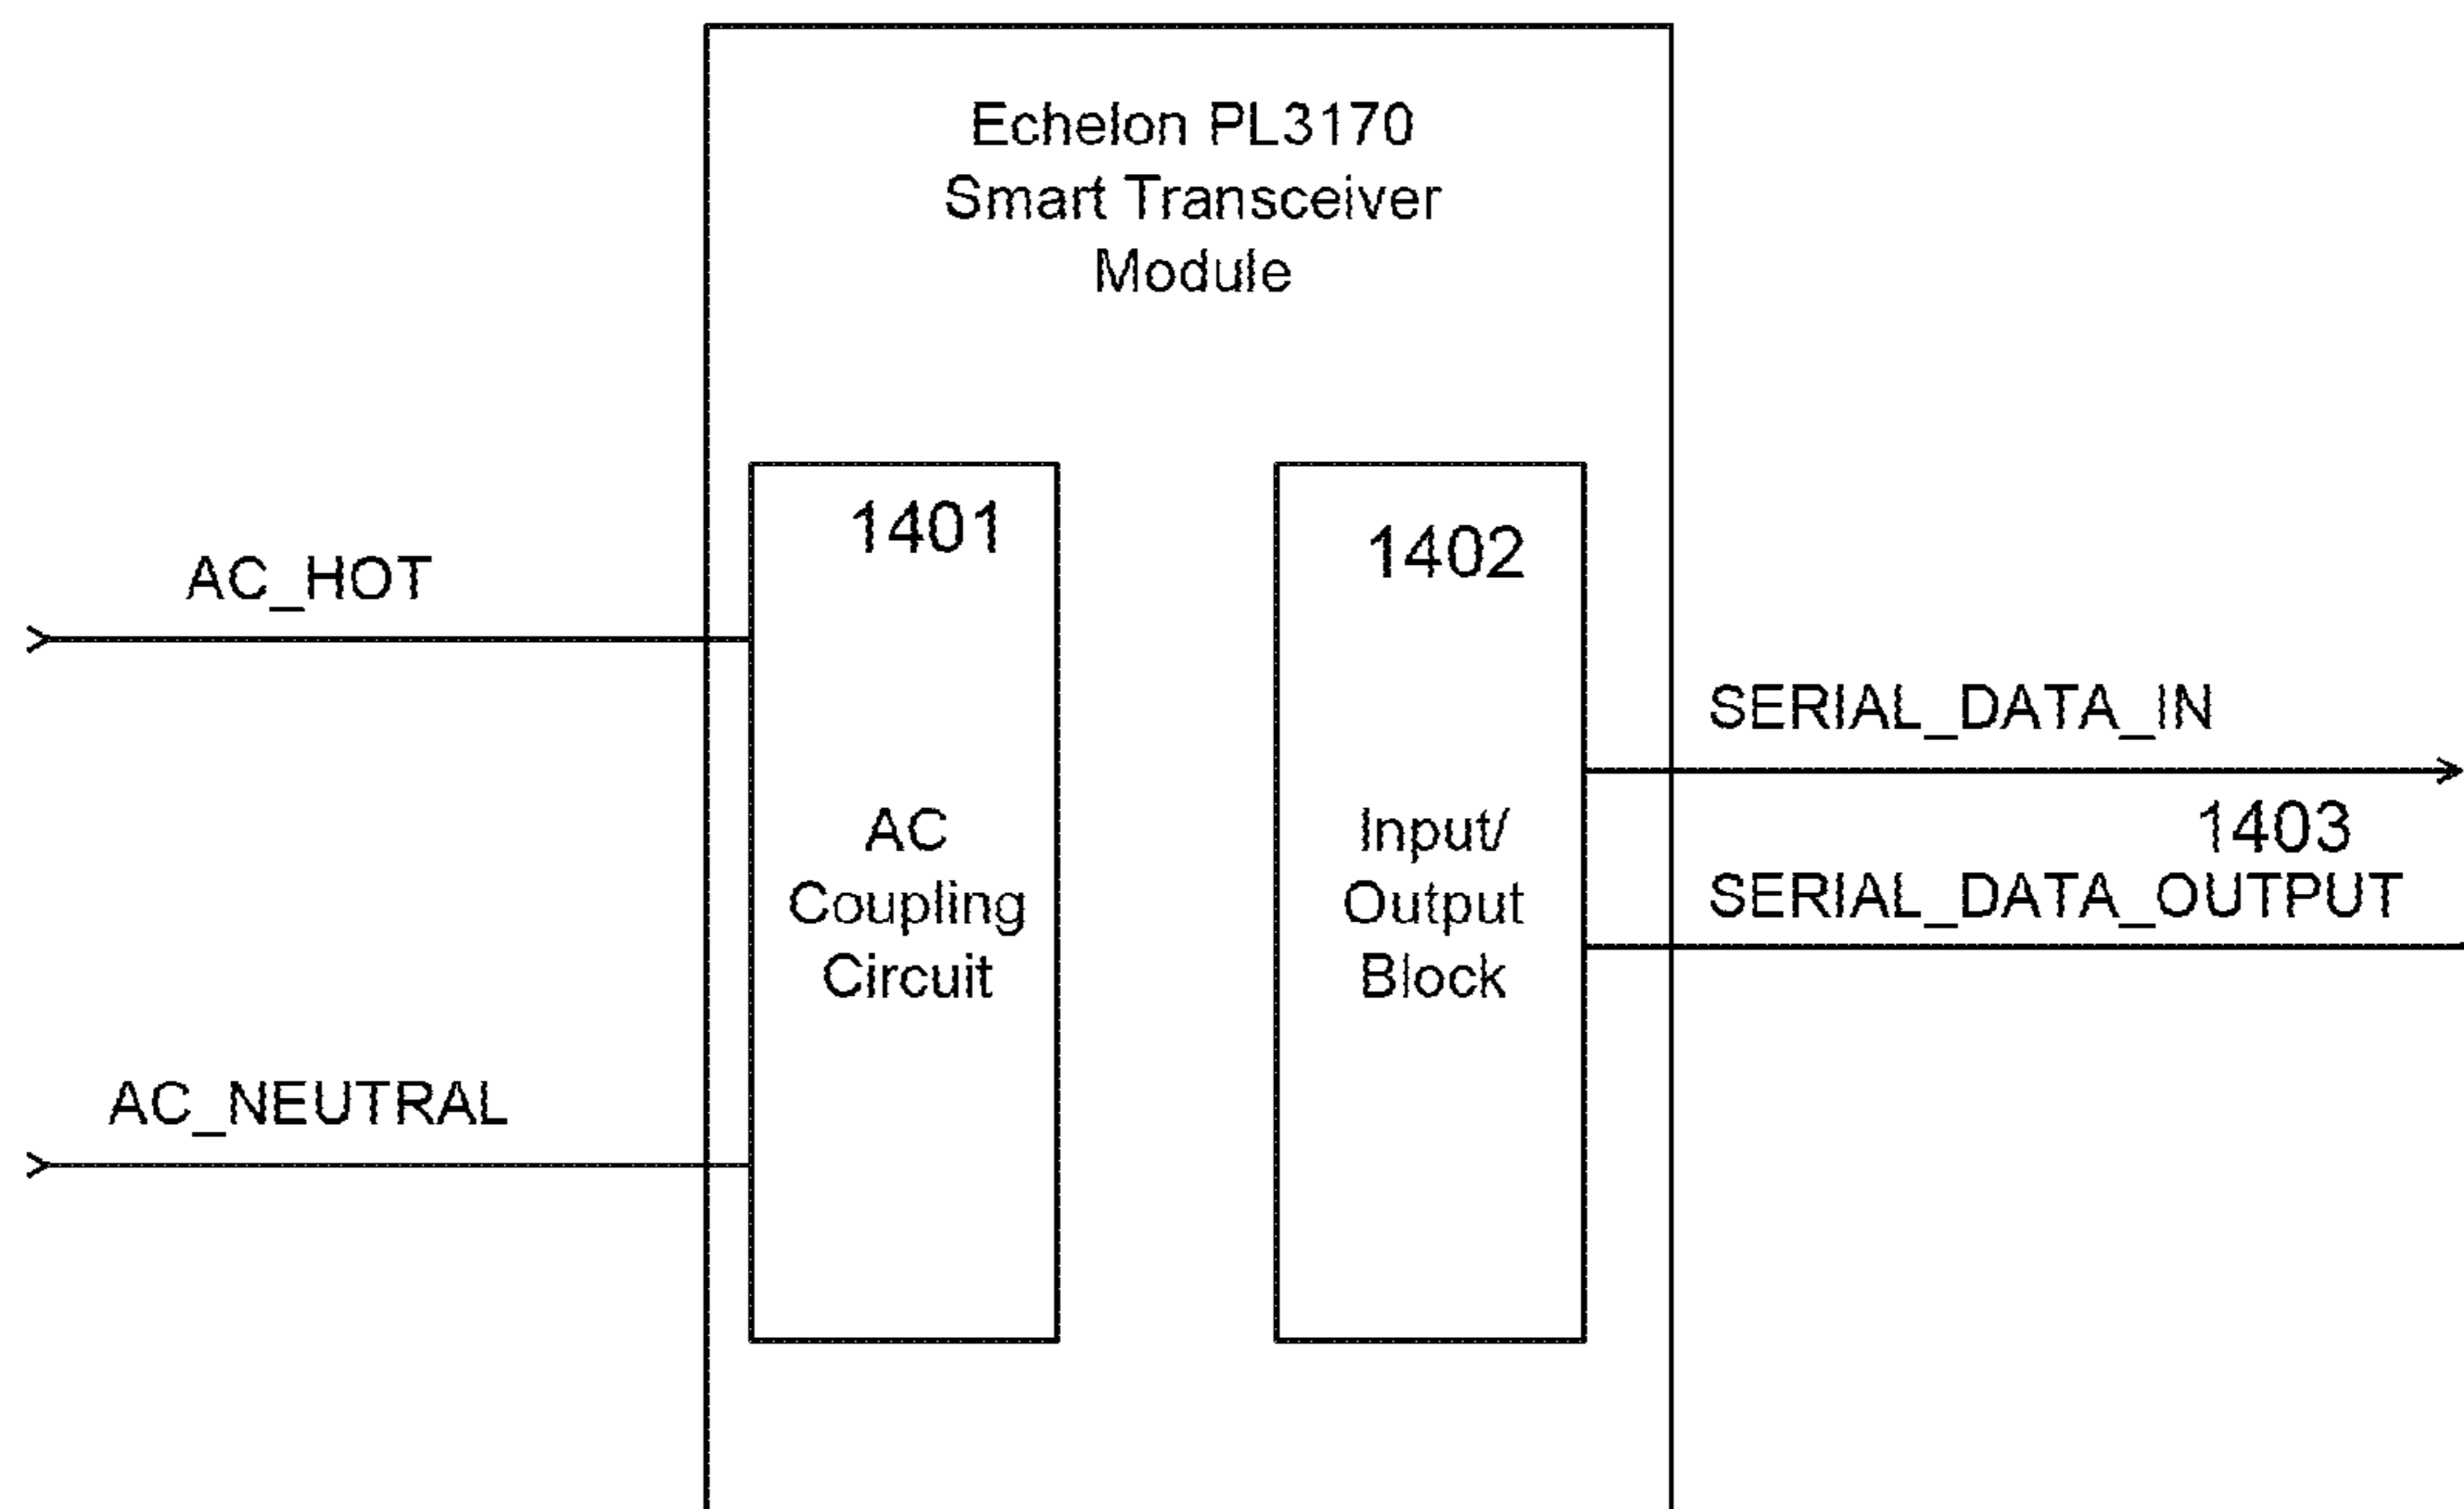 Echelon PL3170
Smart Transceiver
Module
1401
1402
AC_HOT
SERIAL_DATA_IN
AC
Coupling
Circuit
Input/
Output
Block
1403
SERIAL_DATA_OUTPUT
AC_NEUTRAL